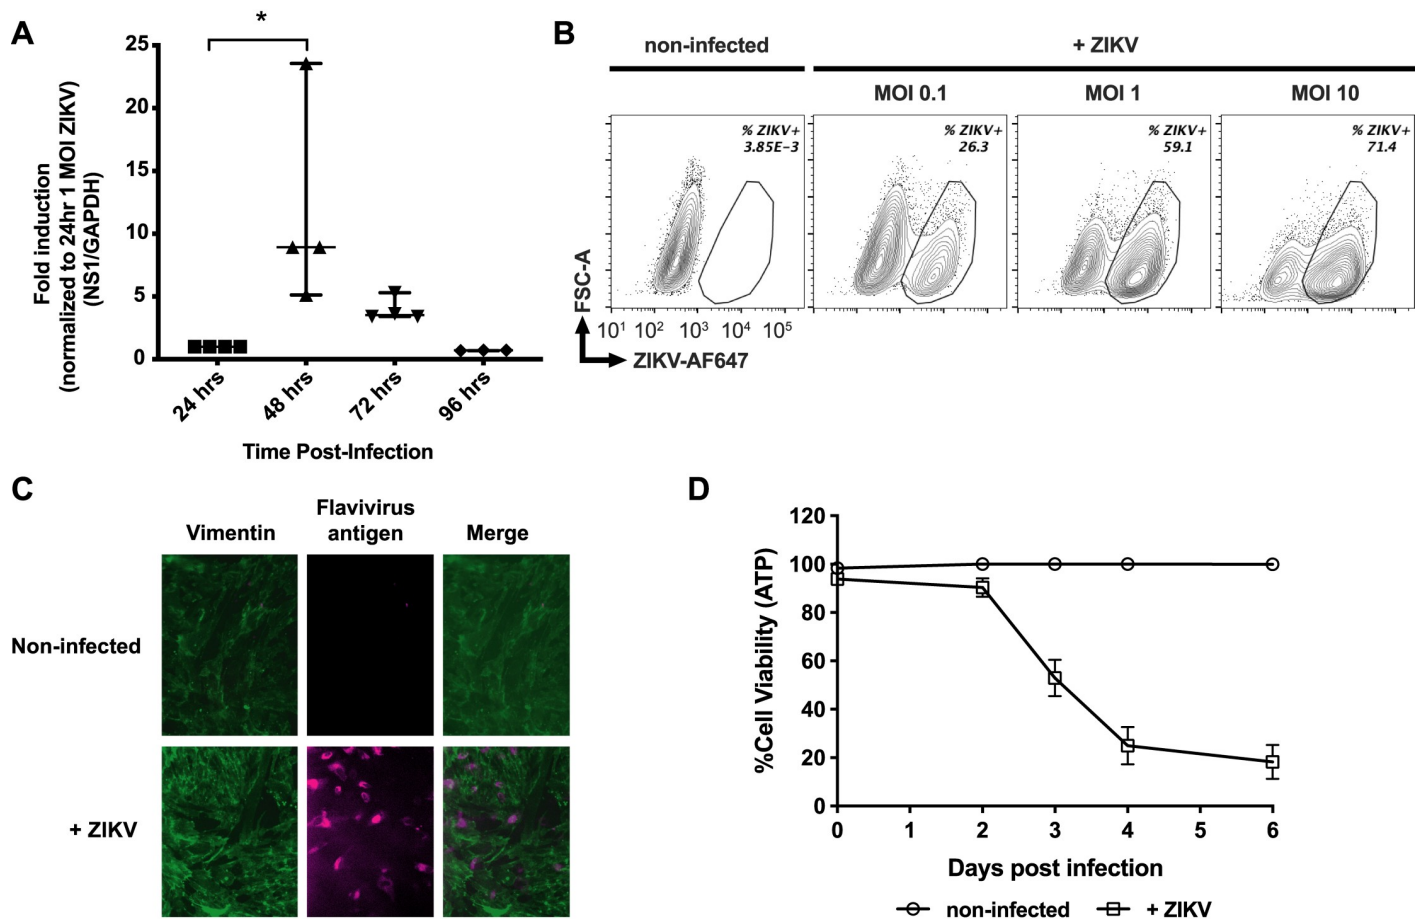 A
*
Fold induction
(normalized to 24hr 1 MOI ZIKV)
(NS1/GAPDH)
25
20
15
10
5
0
24 hrs
48 hrs
72 hrs
96 hrs
Time Post-Infection
B
non-infected
+ ZIKV
MOI 0.1
MOI 1
MOI 10
% ZIKV+
3.85E-3
% ZIKV+
26.3
% ZIKV+
59.1
% ZIKV+
71.4
FSC-A
10¹ 10² 10³ 10⁴ 10⁵
ZIKV-AF647
C
Vimentin
Flavivirus
antigen
Merge
Non-infected
+ ZIKV
D
%Cell Viability (ATP)
120
100
80
60
40
20
0
0 1 2 3 4 5 6
Days post infection
non-infected
+ ZIKV